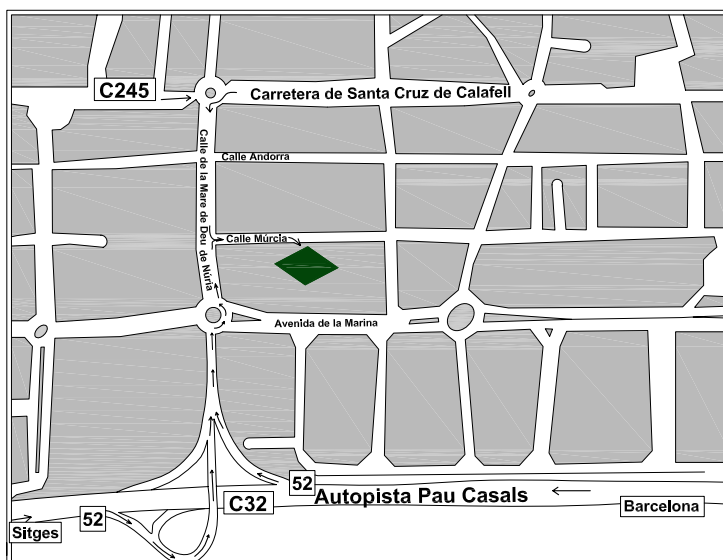 C245
Carretera de Santa Cruz de Calafell
Calle de la Mare de Deu de Núria
Calle Andorra
Calle Múrcia
Avenida de la Marina
52
Autopista Pau Casals
C32
Barcelona
52
Sitges